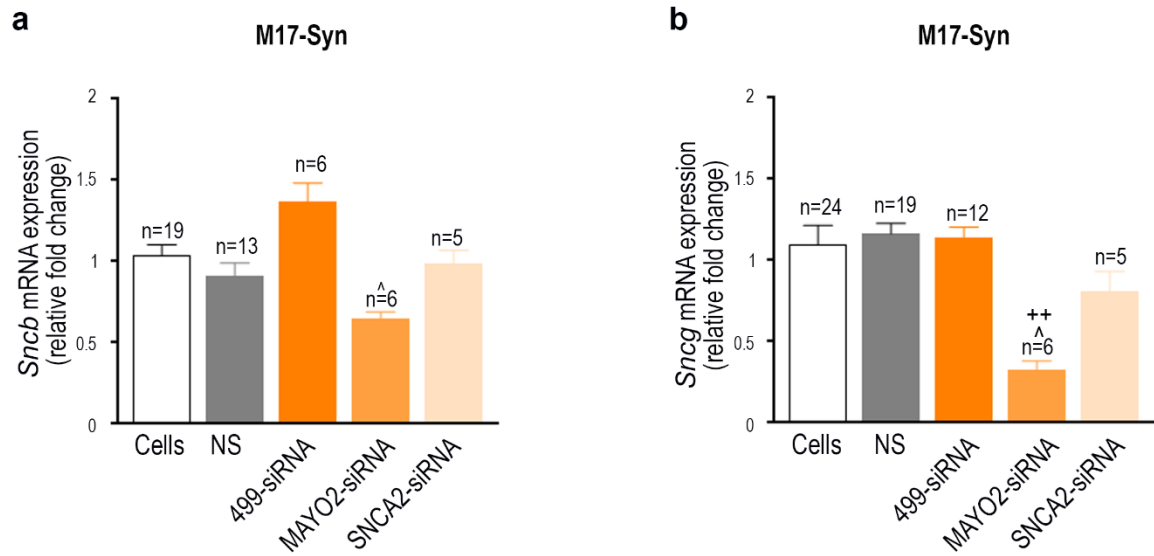 a
M17-Syn
Sncb mRNA expression
(relative fold change)
2
1.5
1
0.5
0
n=19
n=13
n=6
^
n=6
n=5
Cells
NS
499-siRNA
MAYO2-siRNA
SNCA2-siRNA
b
M17-Syn
Sncg mRNA expression
(relative fold change)
2
1.5
1
0.5
0
n=24
n=19
n=12
++
^
n=6
n=5
Cells
NS
499-siRNA
MAYO2-siRNA
SNCA2-siRNA